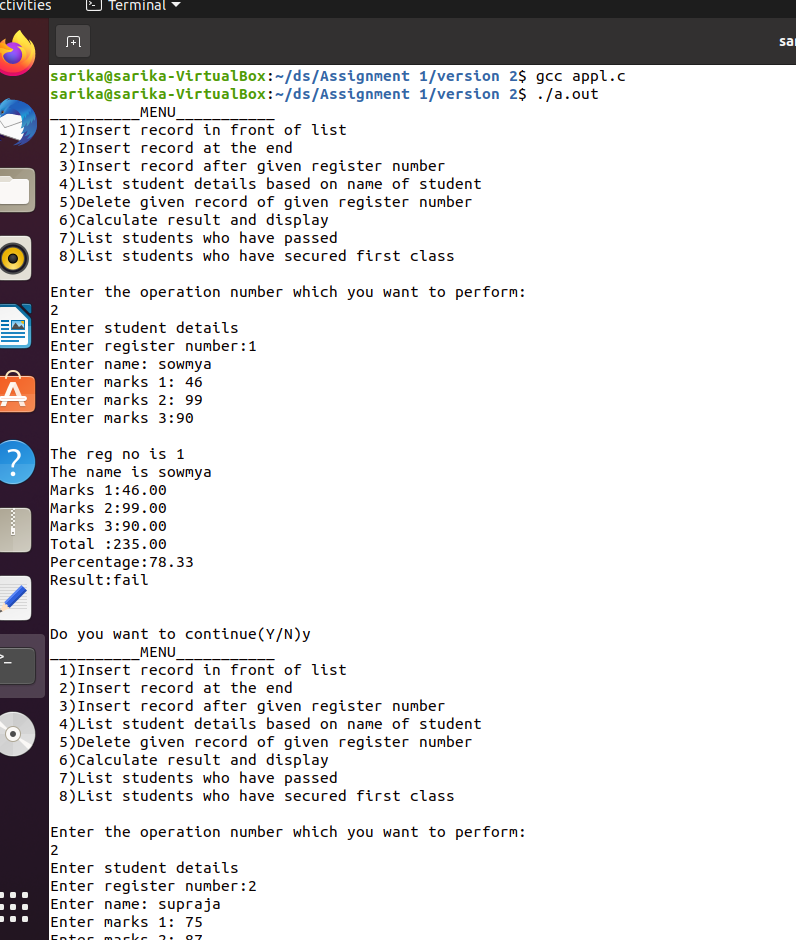 ctivities Terminal
sar
sarika@sarika-VirtualBox:~/ds/Assignment 1/version 2$ gcc appl.c
sarika@sarika-VirtualBox:~/ds/Assignment 1/version 2$ ./a.out
__________MENU___________
1)Insert record in front of list
2)Insert record at the end
3)Insert record after given register number
4)List student details based on name of student
5)Delete given record of given register number
6)Calculate result and display
7)List students who have passed
8)List students who have secured first class
Enter the operation number which you want to perform:
2
Enter student details
Enter register number:1
Enter name: sowmya
Enter marks 1: 46
Enter marks 2: 99
Enter marks 3:90
The reg no is 1
The name is sowmya
Marks 1:46.00
Marks 2:99.00
Marks 3:90.00
Total :235.00
Percentage:78.33
Result:fail
Do you want to continue(Y/N)y
__________MENU___________
1)Insert record in front of list
2)Insert record at the end
3)Insert record after given register number
4)List student details based on name of student
5)Delete given record of given register number
6)Calculate result and display
7)List students who have passed
8)List students who have secured first class
Enter the operation number which you want to perform:
2
Enter student details
Enter register number:2
Enter name: supraja
Enter marks 1: 75
Enter marks 2: 87